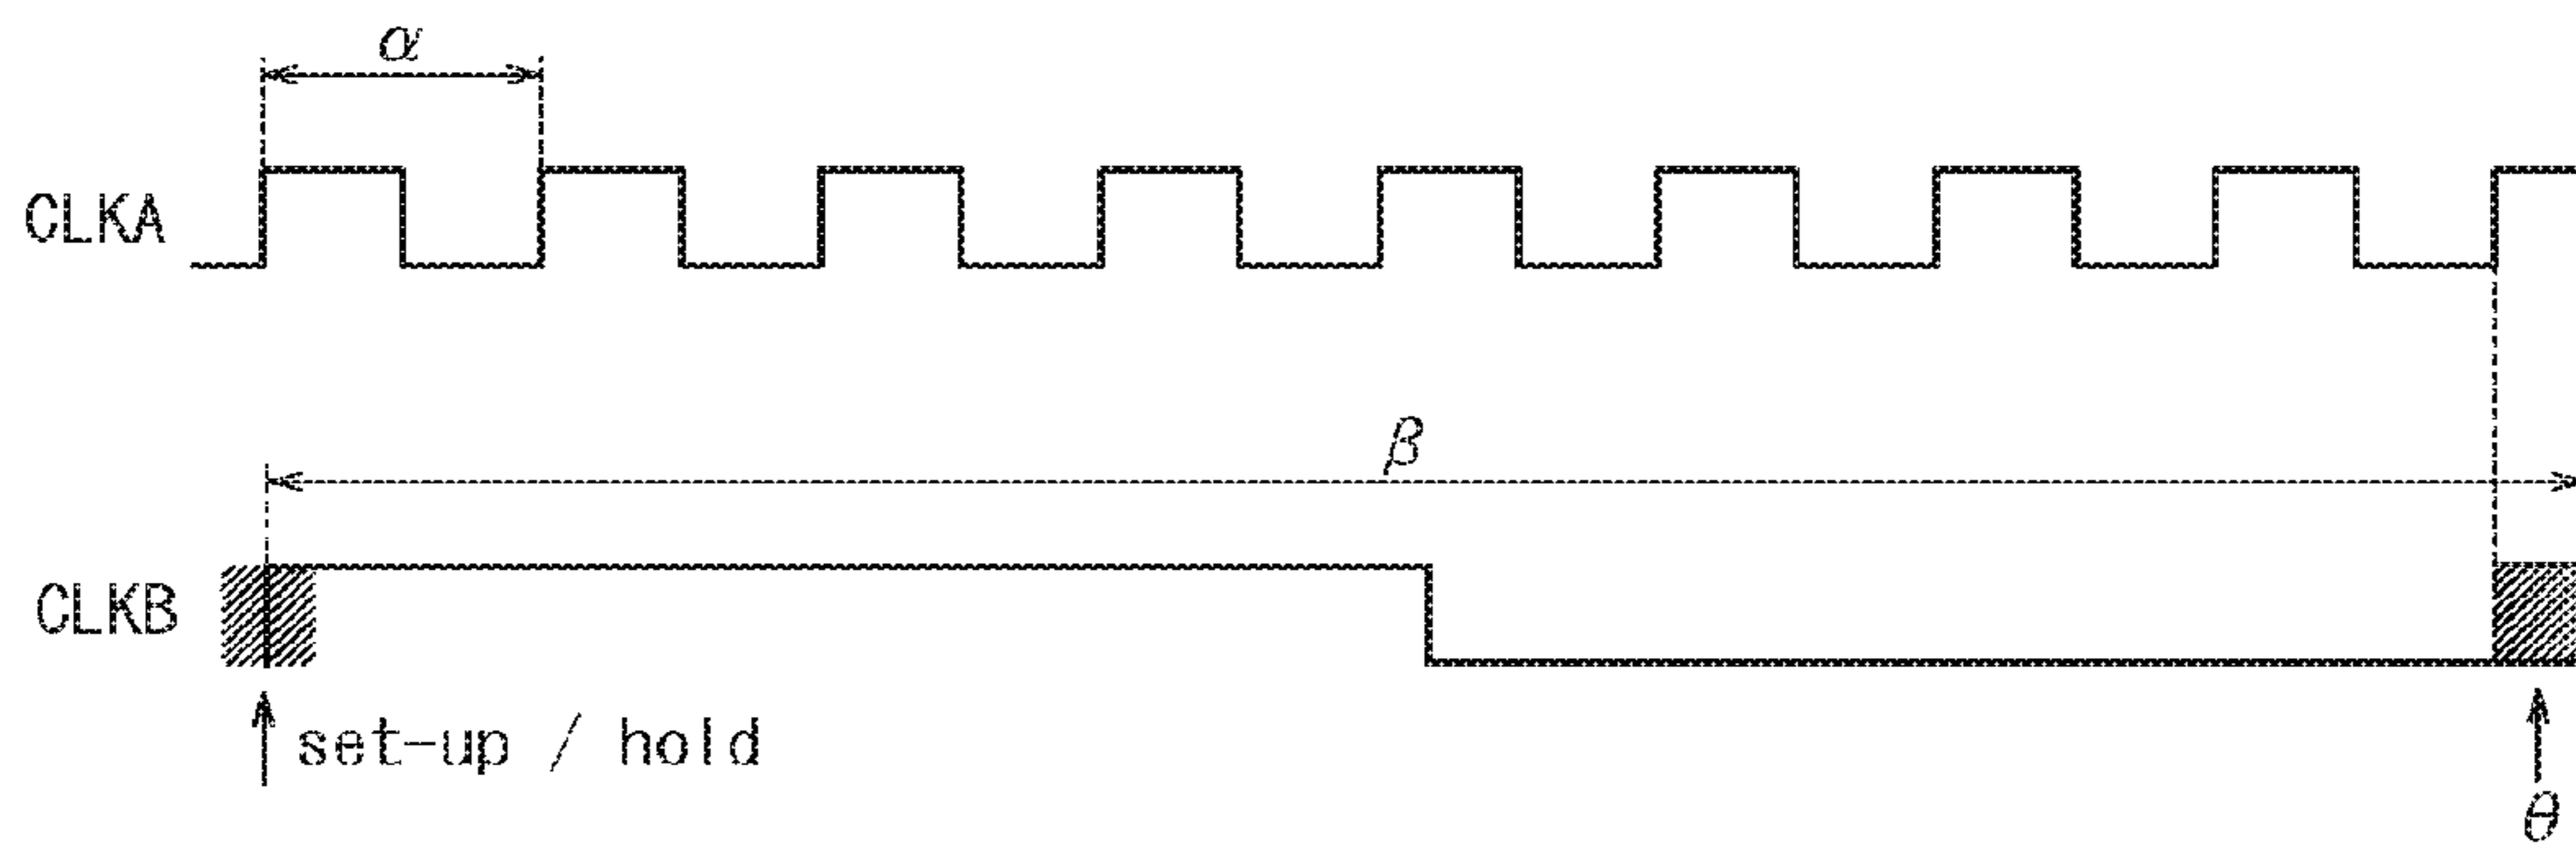 α
CLKA
β
CLKB
set-up / hold
θ